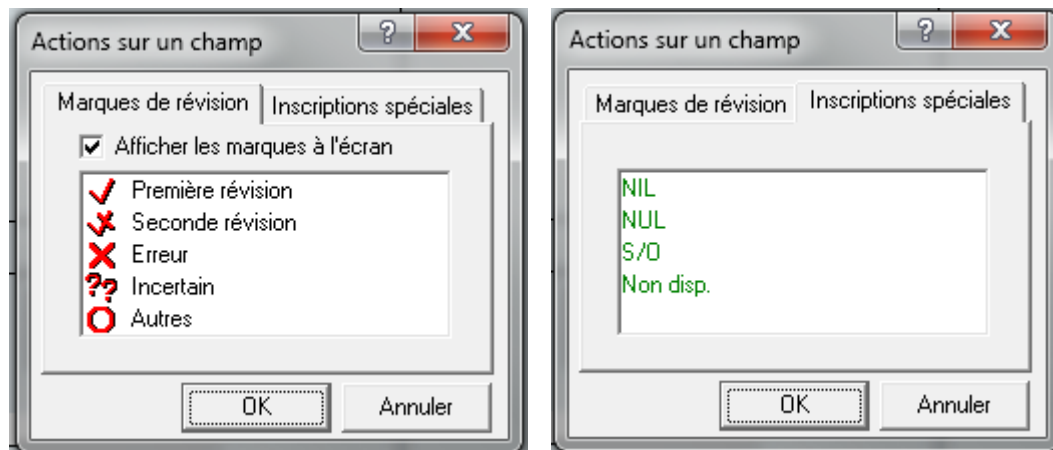 Actions sur un champ
Marques de révision
Inscriptions spéciales
Afficher les marques à l'écran
Première révision
Seconde révision
Erreur
?? Incertain
Autres
OK
Annuler
Actions sur un champ
Marques de révision
Inscriptions spéciales
NIL
NUL
S/O
Non disp.
OK
Annuler